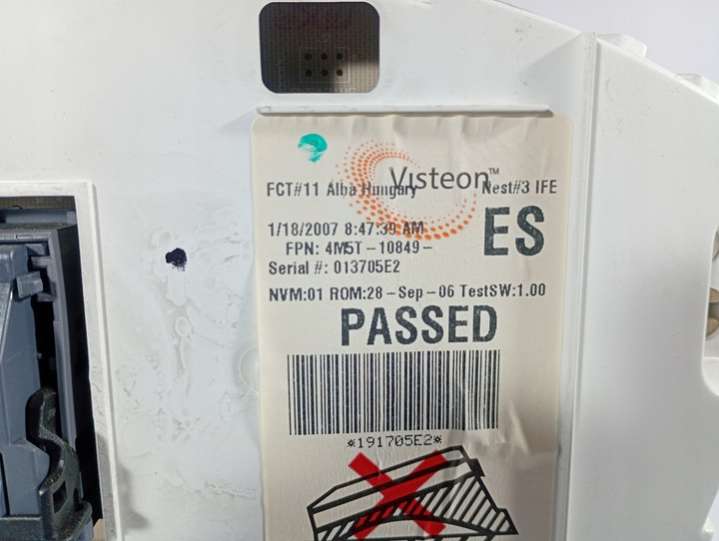 Visteon™
FCT#11 Alba Hungary Nest#3 IFE
1/18/2007 8:47:39 AM
ES
FPN: 4M5T-10849-
Serial #: 013705E2
NVM:01 ROM:28-Sep-06 TestSW:1.00
PASSED
*191705E2*